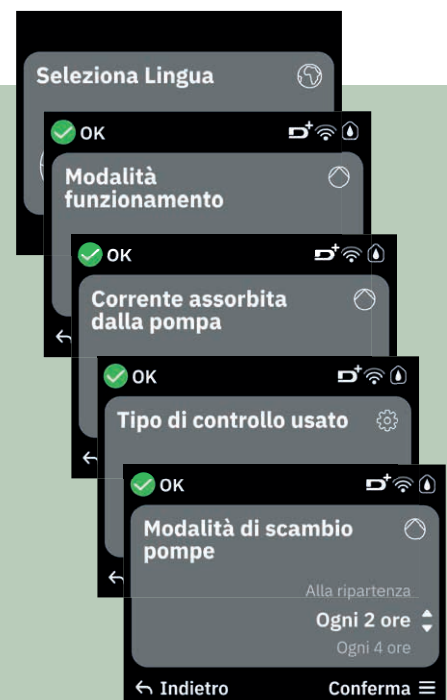 Seleziona Lingua
OK
Modalità
funzionamento
OK
Corrente assorbita
dalla pompa
OK
Tipo di controllo usato
OK
Modalità di scambio
pompe
Alla ripartenza
Ogni 2 ore
Ogni 4 ore
Indietro
Conferma